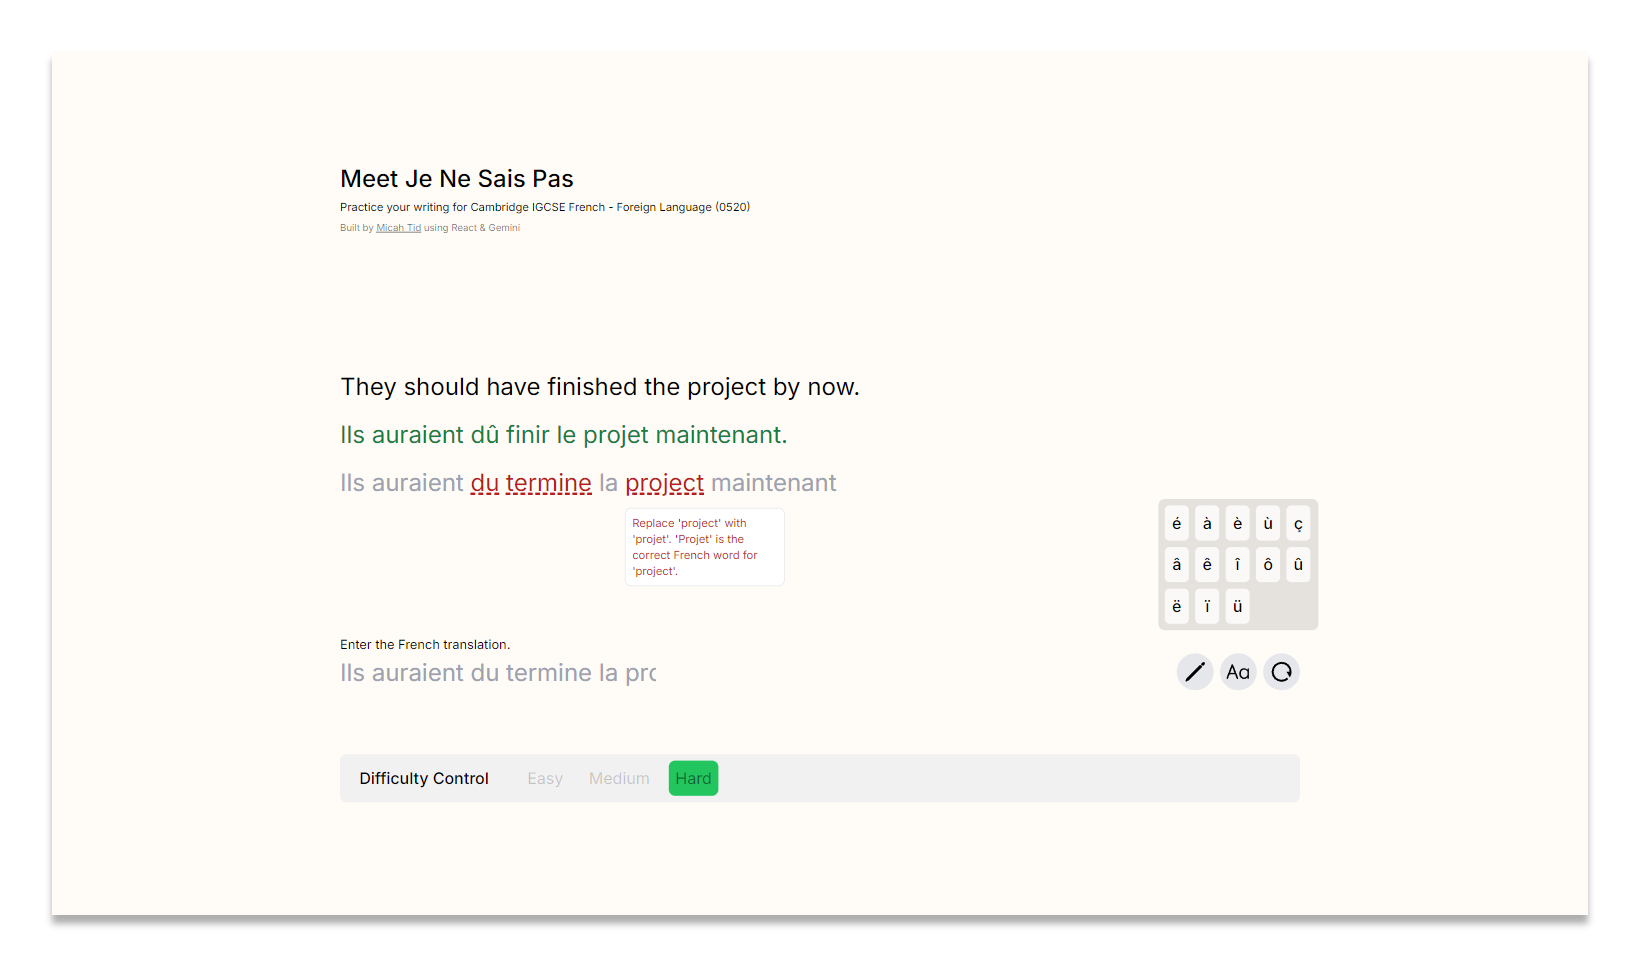 Meet Je Ne Sais Pas
Practice your writing for Cambridge IGCSE French - Foreign Language (0520)
Built by Micah Tid using React & Gemini
They should have finished the project by now.
Ils auraient dû finir le projet maintenant.
Ils auraient du termine la project maintenant
Replace 'project' with
'projet'. 'Projet' is the
correct French word for
'project'.
é à è ù ç
â ê î ô û
ë ï ü
Enter the French translation.
Ils auraient du termine la pro
Aa
Difficulty Control Easy Medium Hard